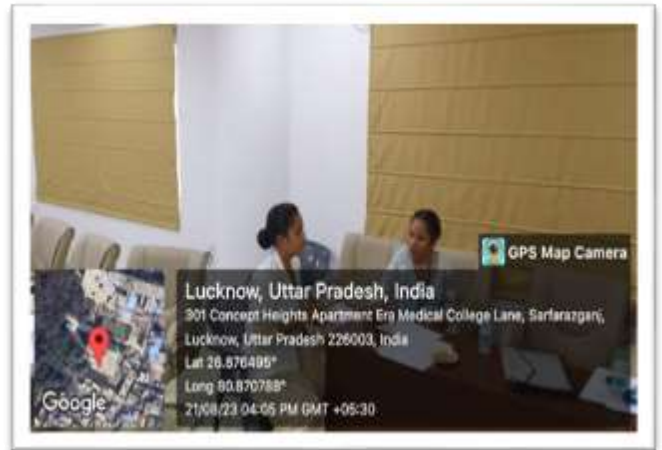 GPS Map Camera
Lucknow, Uttar Pradesh, India
301 Concept Heights Apartment Era Medical College Lane, Sarfarazganj,
Lucknow, Uttar Pradesh 226003, India
Lat 26.876495°
Long 80.870788°
21/08/23 04:05 PM GMT +05:30
Google